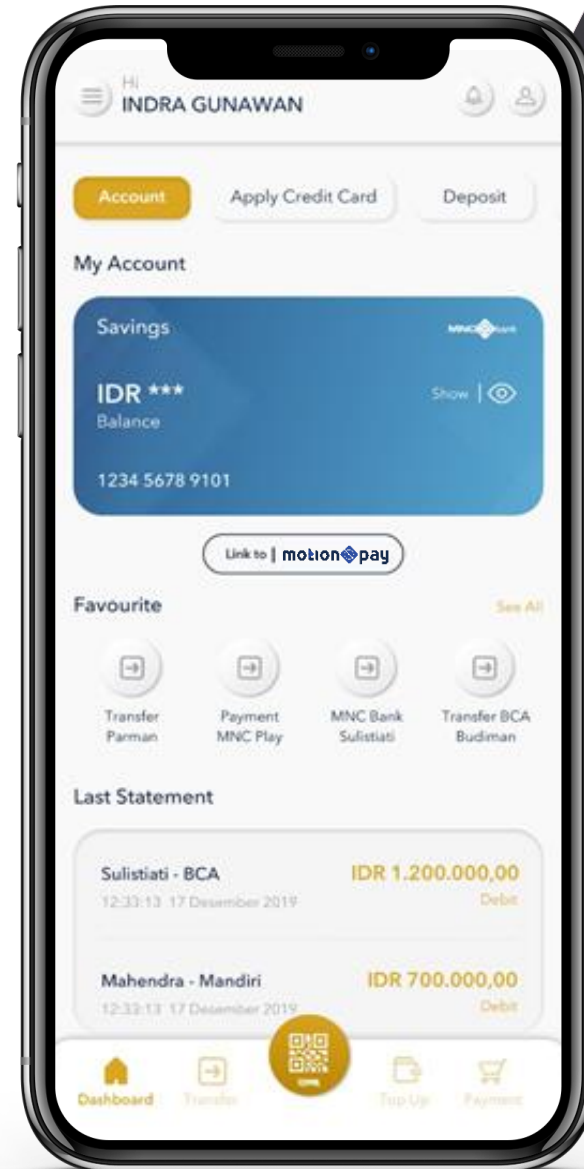 Hi
INDRA GUNAWAN
Account
Apply Credit Card
Deposit
My Account
Savings
MNC bank
IDR ***
Show |
Balance
1234 5678 9101
Link to | motion pay
Favourite
See All
Transfer
Parman
Payment
MNC Play
MNC Bank
Sulistiati
Transfer BCA
Budiman
Last Statement
Sulistiati - BCA
IDR 1.200.000,00
12:33:13 17 Desember 2019
Debit
Mahendra - Mandiri
IDR 700.000,00
12:33:13 17 Desember 2019
Debit
Dashboard
Transfer
Top Up
Payment